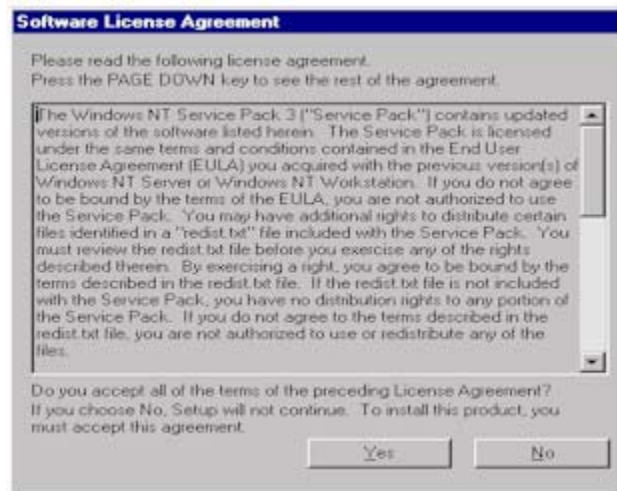 Software License Agreement
Please read the following license agreement.
Press the PAGE DOWN key to see the rest of the agreement.
The Windows NT Service Pack 3 ("Service Pack") contains updated
versions of the software listed herein. The Service Pack is licensed
under the same terms and conditions contained in the End User
License Agreement (EULA) you acquired with the previous version(s) of
Windows NT Server or Windows NT Workstation. If you do not agree
to be bound by the terms of the EULA, you are not authorized to use
the Service Pack. You may have additional rights to distribute certain
files identified in a "redist.txt" file included with the Service Pack. You
must review the redist.txt file before you exercise any of the rights
described therein. By exercising a right, you agree to be bound by the
terms described in the redist.txt file. If the redist.txt file is not included
with the Service Pack, you have no distribution rights to any portion of
the Service Pack. If you do not agree to the terms described in the
redist.txt file, you are not authorized to use or redistribute any of the
files.
Do you accept all of the terms of the preceding License Agreement?
If you choose No, Setup will not continue. To install this product, you
must accept this agreement.
Yes No